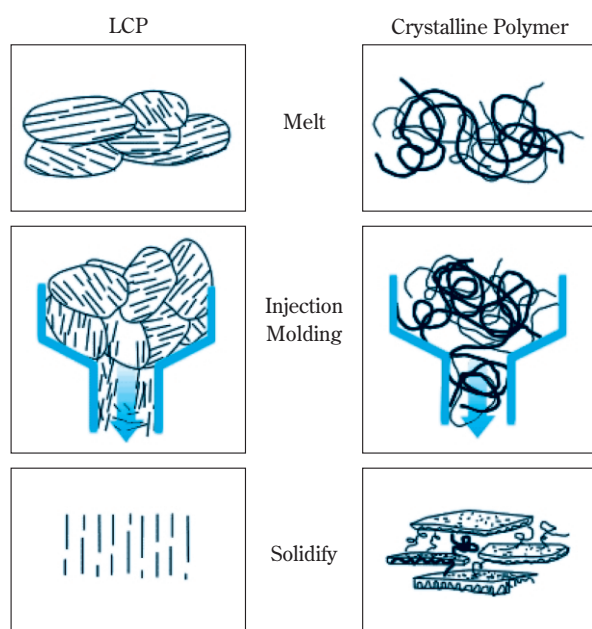 LCP
Crystalline Polymer
Melt
Injection
Molding
Solidify